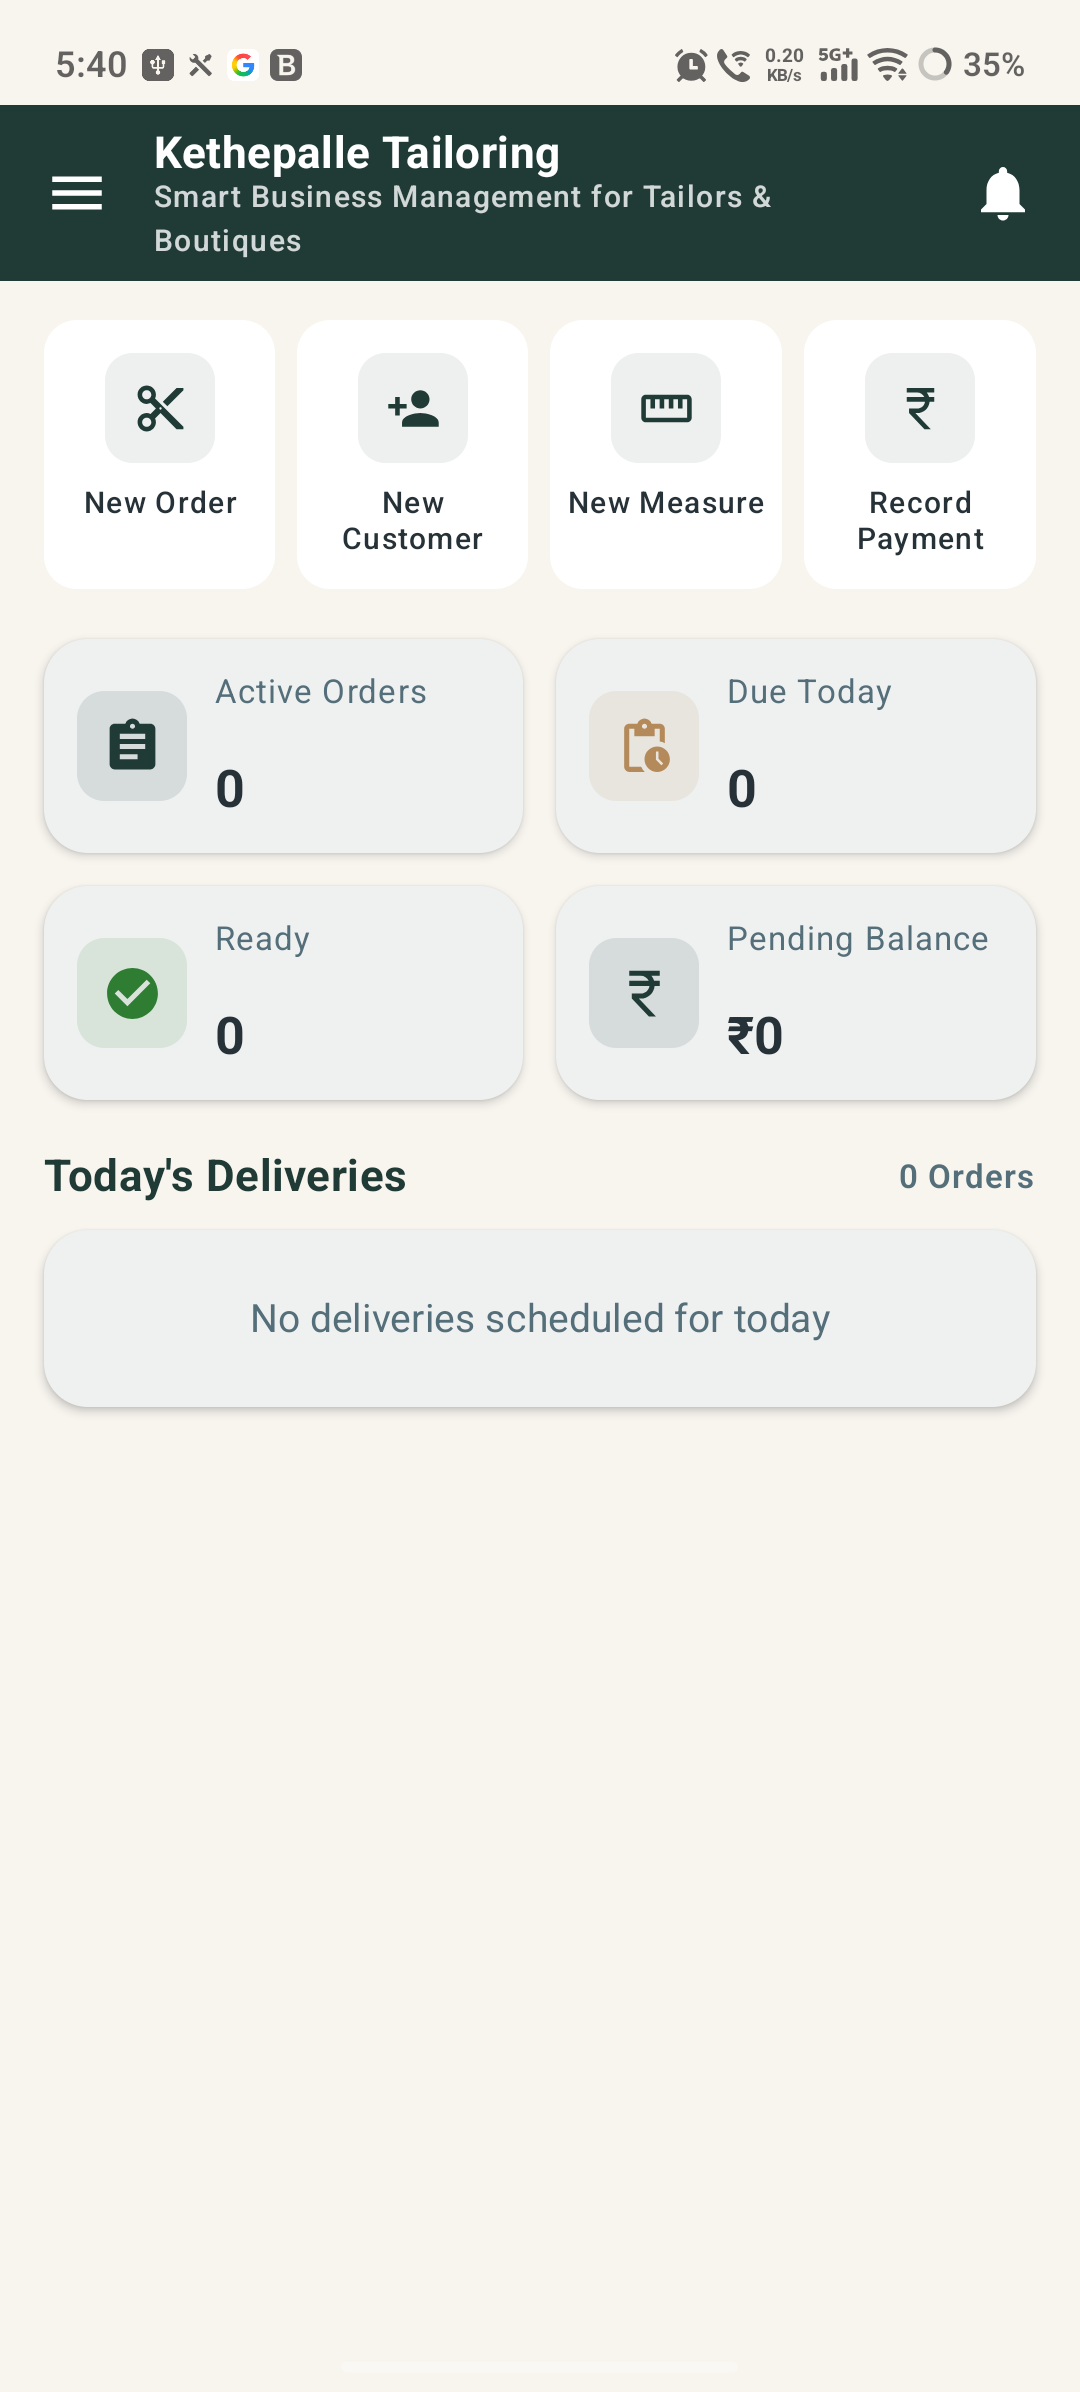 5:40
B
0.20
KB/s
5G+
35%
Kethepalle Tailoring
Smart Business Management for Tailors &
Boutiques
New Order
New
Customer
New Measure
Record
Payment
Active Orders
0
Due Today
0
Ready
0
Pending Balance
₹0
Today's Deliveries
0 Orders
No deliveries scheduled for today